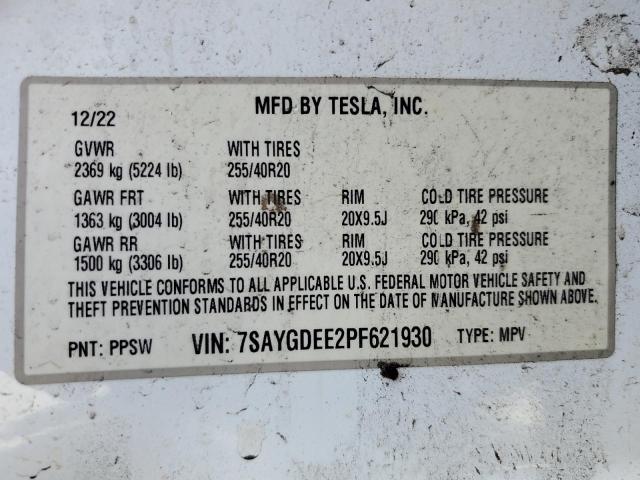 MFD BY TESLA, INC.
12/22
GVWR WITH TIRES
2369 kg (5224 lb) 255/40R20
GAWR FRT WITH TIRES RIM COLD TIRE PRESSURE
1363 kg (3004 lb) 255/40R20 20X9.5J 290 kPa, 42 psi
GAWR RR WITH TIRES RIM COLD TIRE PRESSURE
1500 kg (3306 lb) 255/40R20 20X9.5J 290 kPa, 42 psi
THIS VEHICLE CONFORMS TO ALL APPLICABLE U.S. FEDERAL MOTOR VEHICLE SAFETY AND
THEFT PREVENTION STANDARDS IN EFFECT ON THE DATE OF MANUFACTURE SHOWN ABOVE.
PNT: PPSW VIN: 7SAYGDEE2PF621930 TYPE: MPV